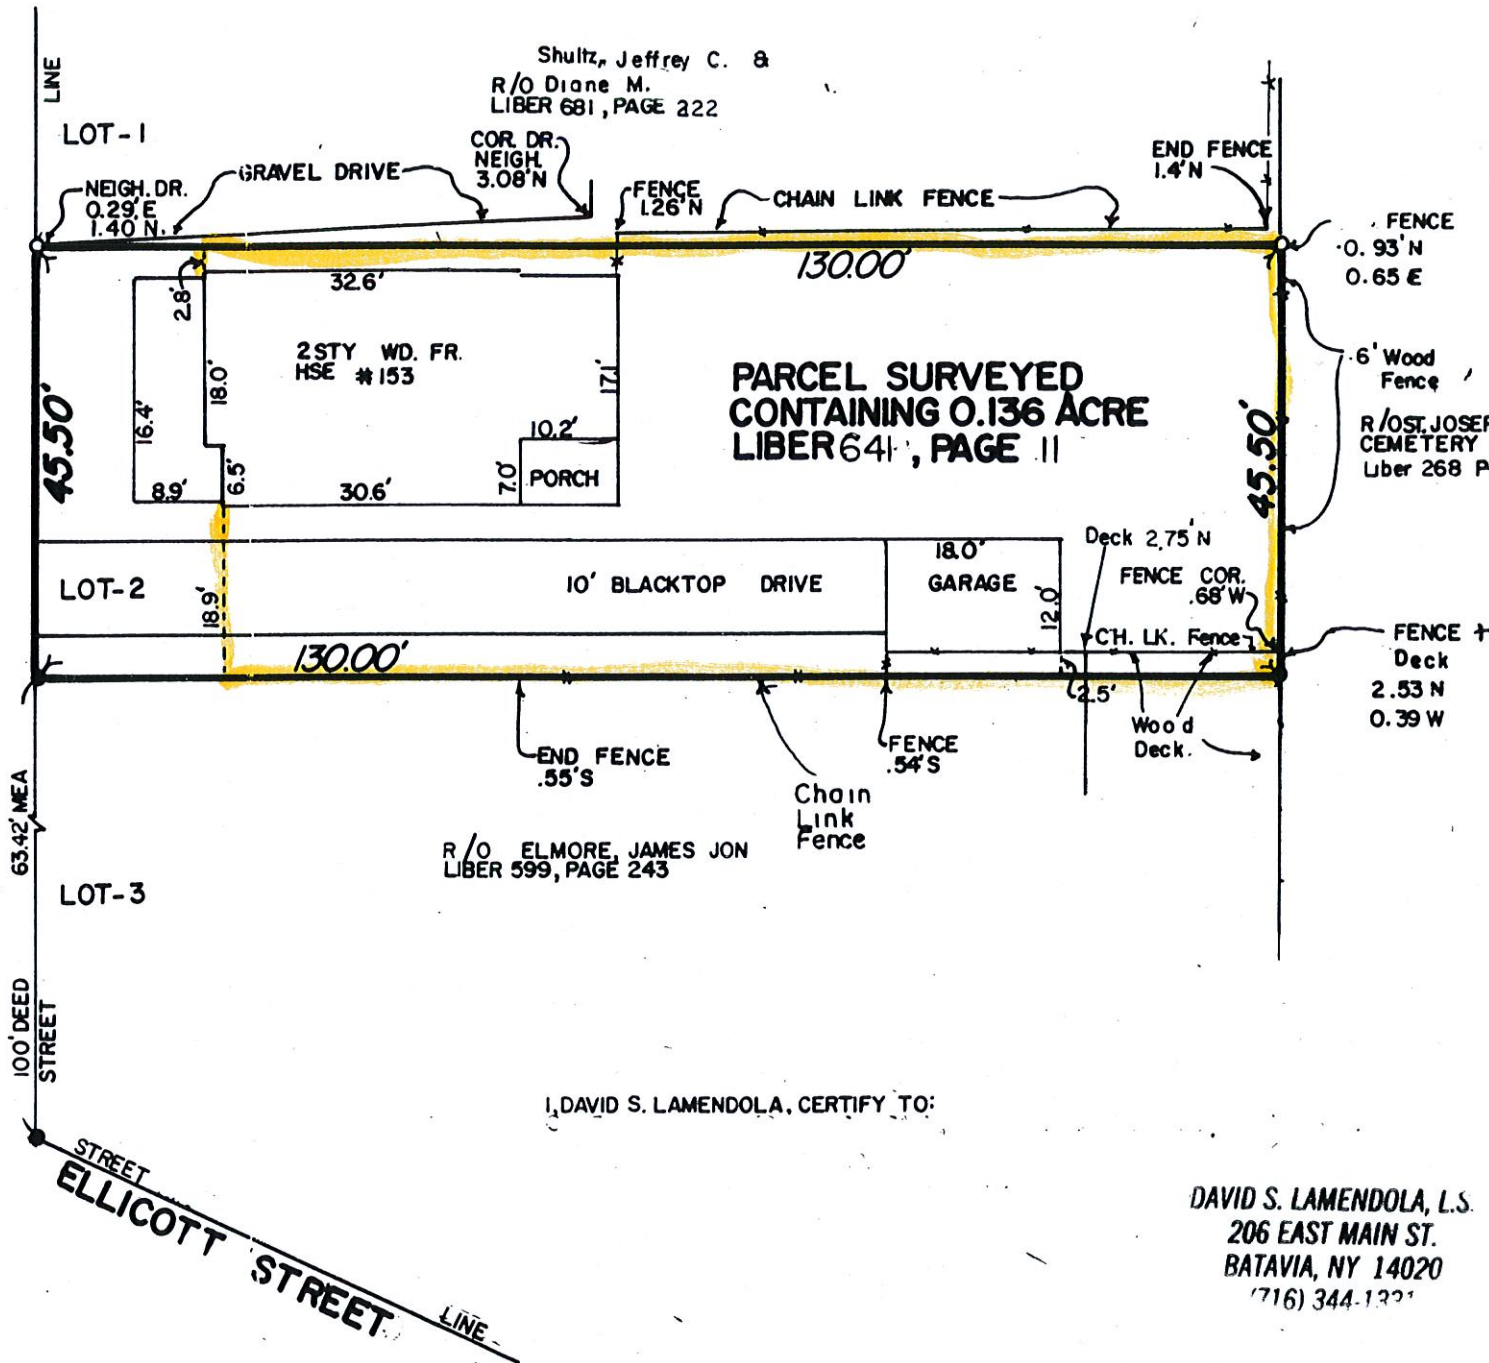 LINE
LOT-1
Shultz, Jeffrey C. &
R/O Diane M.
LIBER 681, PAGE 222
COR. DR.
NEIGH.
3.08'N
GRAVEL DRIVE
NEIGH. DR.
0.29'E
1.40'N.
FENCE
1.26'N
CHAIN LINK FENCE
END FENCE
1.4'N
FENCE
0.93'N
0.65 E
130.00'
32.6'
2.8'
2 STY WD. FR.
HSE #153
18.0'
17.1'
16.4'
45.50'
10.2'
PORCH
7.0'
6.5'
8.9'
30.6'
PARCEL SURVEYED
CONTAINING 0.136 ACRE
LIBER 641, PAGE 11
6' Wood
Fence
R/O ST. JOSEP
CEMETERY
Liber 268 P
45.50'
LOT-2
18.9'
10' BLACKTOP DRIVE
18.0'
GARAGE
12.0'
Deck 2.75'N
FENCE COR.
.68'W
CH. LK. Fence
130.00'
2.5'
Wood
Deck.
FENCE
Deck
2.53 N
0.39 W
END FENCE
.55'S
FENCE
.54'S
Chain
Link
Fence
R/O ELMORE, JAMES JON
LIBER 599, PAGE 243
63.42' MEA
LOT-3
100' DEED
STREET
I, DAVID S. LAMENDOLA, CERTIFY TO:
STREET
ELLICOTT STREET
LINE
DAVID S. LAMENDOLA, L.S.
206 EAST MAIN ST.
BATAVIA, NY 14020
(716) 344-